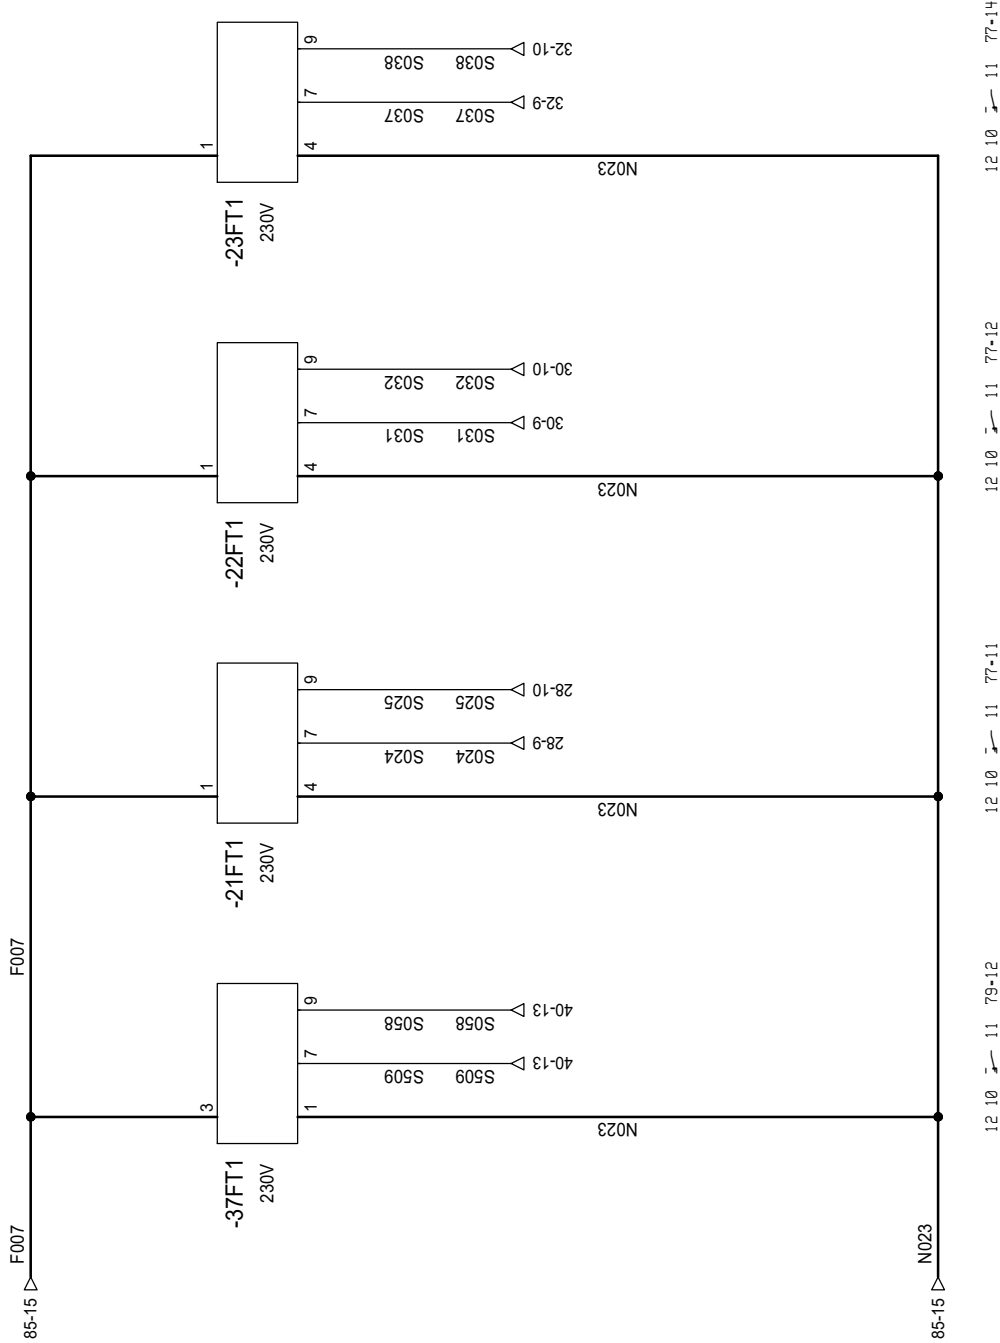 85-15
F007
F007
-37FT1
230V
3
1
7
9
S509 S509
40-13
S058 S058
40-13
N023
-21FT1
230V
1
4
7
9
S024 S024
28-9
S025 S025
28-10
N023
-22FT1
230V
1
4
7
9
S031 S031
30-9
S032 S032
30-10
N023
-23FT1
230V
1
4
7
9
S037 S037
32-9
S038 S038
32-10
N023
85-15
N023
12 10 11 79-12
12 10 11 77-11
12 10 11 77-12
12 10 11 77-14